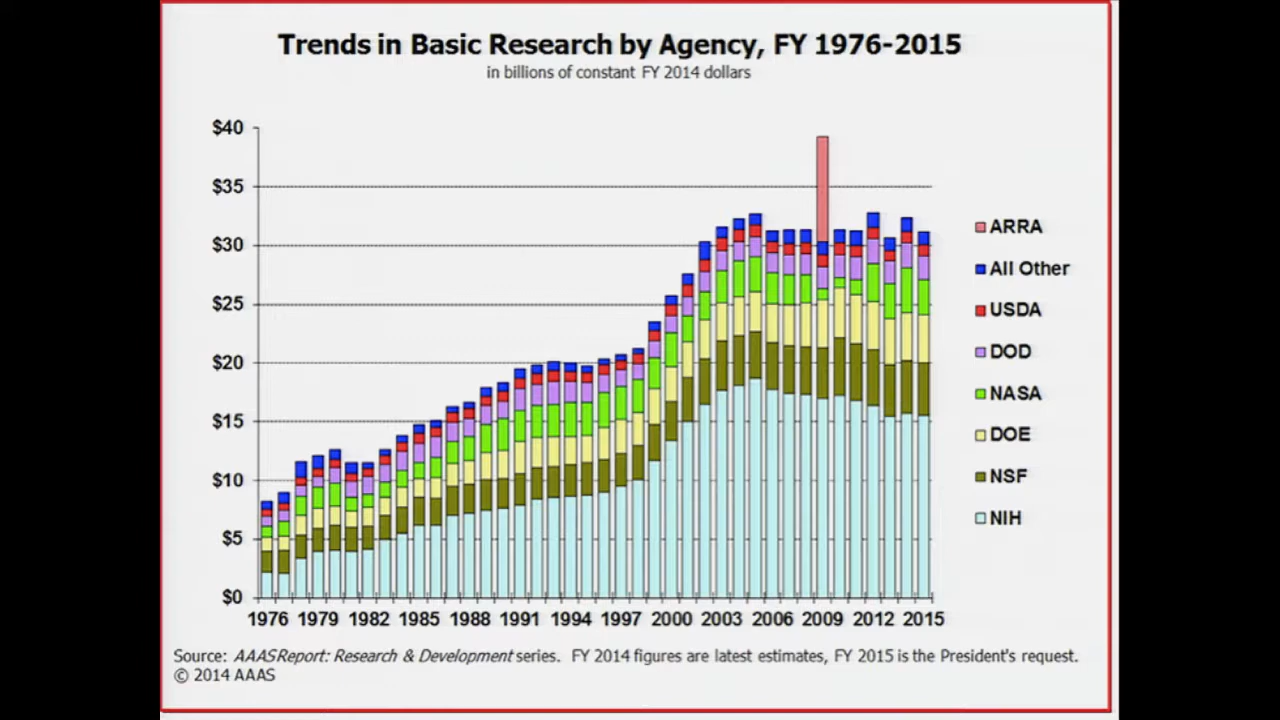 Trends in Basic Research by Agency, FY 1976-2015
in billions of constant FY 2014 dollars
$40
$35
$30
$25
$20
$15
$10
$5
$0
1976 1979 1982 1985 1988 1991 1994 1997 2000 2003 2006 2009 2012 2015
ARRA
All Other
USDA
DOD
NASA
DOE
NSF
NIH
Source: AAAS Report: Research & Development series. FY 2014 figures are latest estimates, FY 2015 is the President's request.
© 2014 AAAS